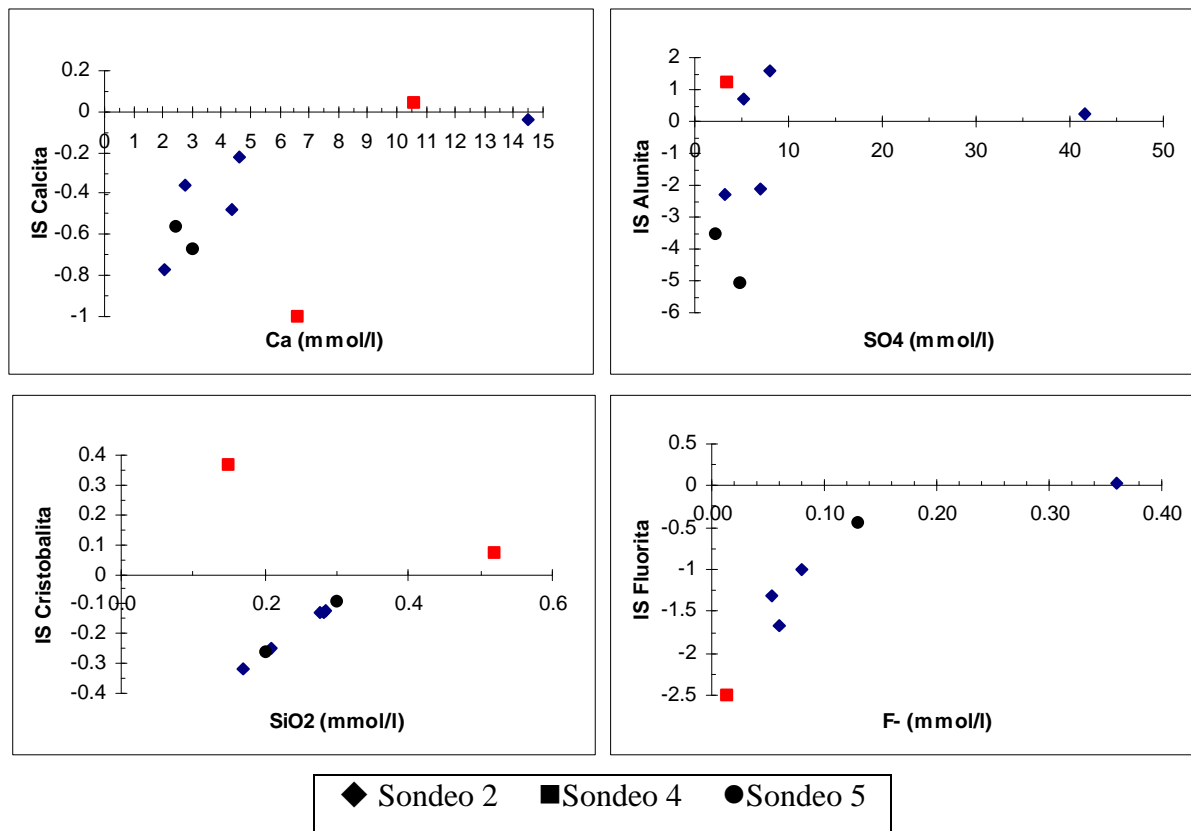 IS Calcita
0.2
0
-0.2
-0.4
-0.6
-0.8
-1
0 1 2 3 4 5 6 7 8 9 10 11 12 13 14 15
Ca (mmol/l)
IS Alunita
2
1
0
-1
-2
-3
-4
-5
-6
0 10 20 30 40 50
SO4 (mmol/l)
IS Cristobalita
0.4
0.3
0.2
0.1
0
-0.1
-0.2
-0.3
-0.4
0.0 0.2 0.4 0.6
SiO2 (mmol/l)
IS Fluorita
0.5
0
-0.5
-1
-1.5
-2
-2.5
0.00 0.10 0.20 0.30 0.40
F- (mmol/l)
Sondeo 2 Sondeo 4 Sondeo 5